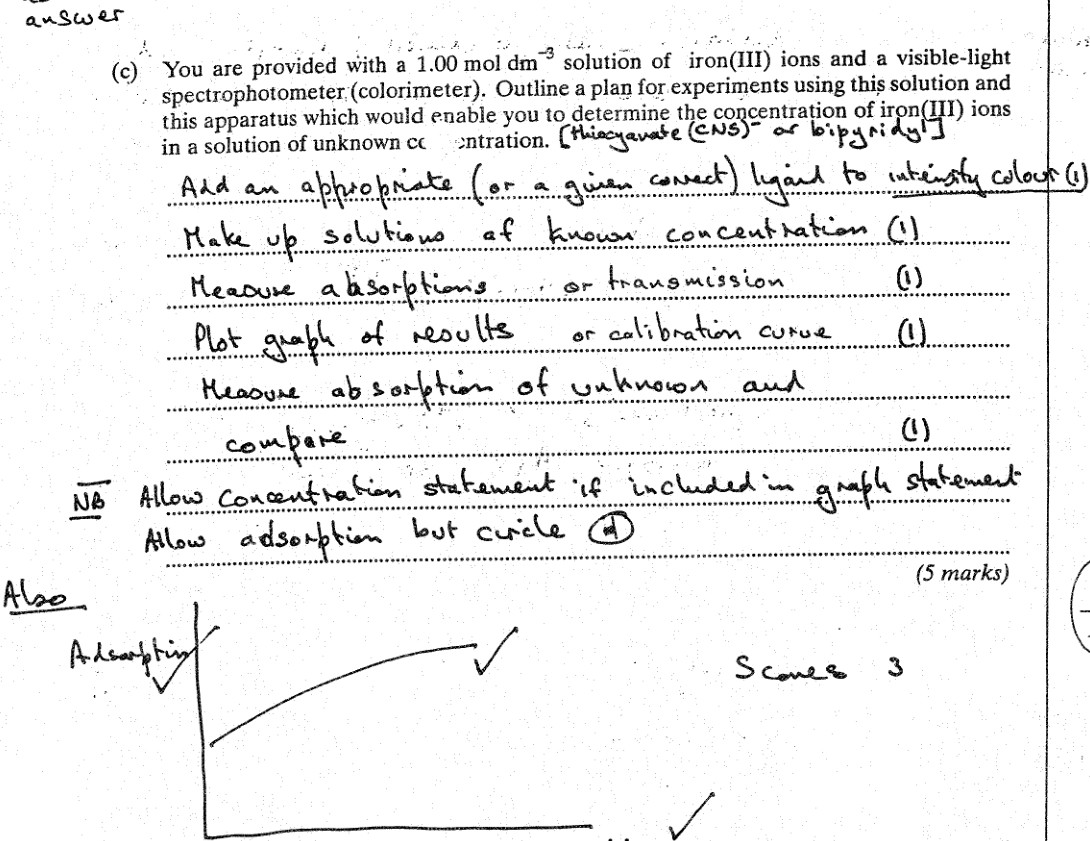 answer
(c) You are provided with a 1.00 mol dm⁻³ solution of iron(III) ions and a visible-light
spectrophotometer (colorimeter). Outline a plan for experiments using this solution and
this apparatus which would enable you to determine the concentration of iron(III) ions
in a solution of unknown cc entration. [thiocyanate (CNS)⁻ or bipyridyl]
Add an appropriate (or a given correct) ligand to intensity colour (1)
Make up solutions of known concentration (1)
Measure absorptions or transmission (1)
Plot graph of results or calibration curve (1)
Measure absorption of unknown and
compare (1)
NB Allow concentration statement if included in graph statement
Allow adsorption but circle d
(5 marks)
Also
Adsorption
Scores 3